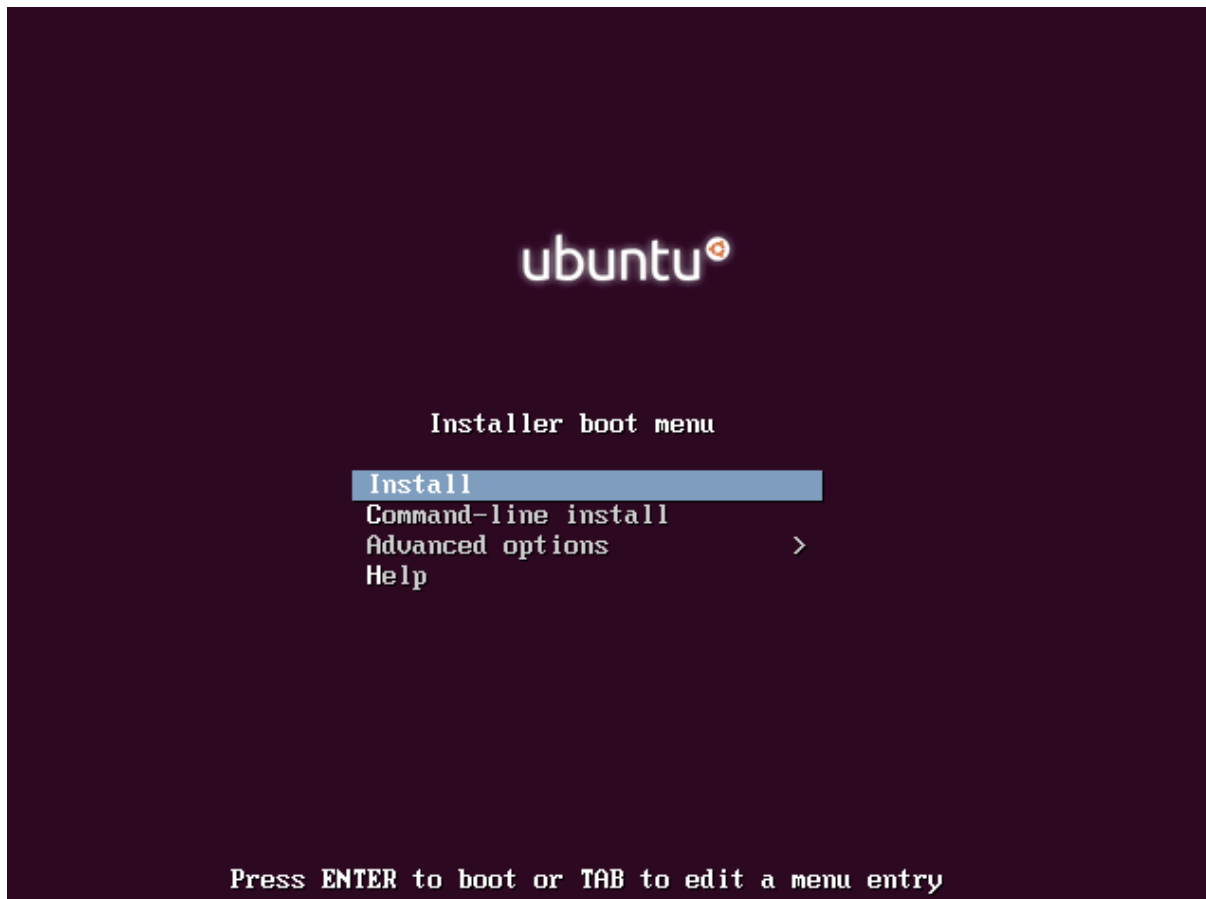 ubuntu
Installer boot menu
Install
Command-line install
Advanced options >
Help
Press ENTER to boot or TAB to edit a menu entry